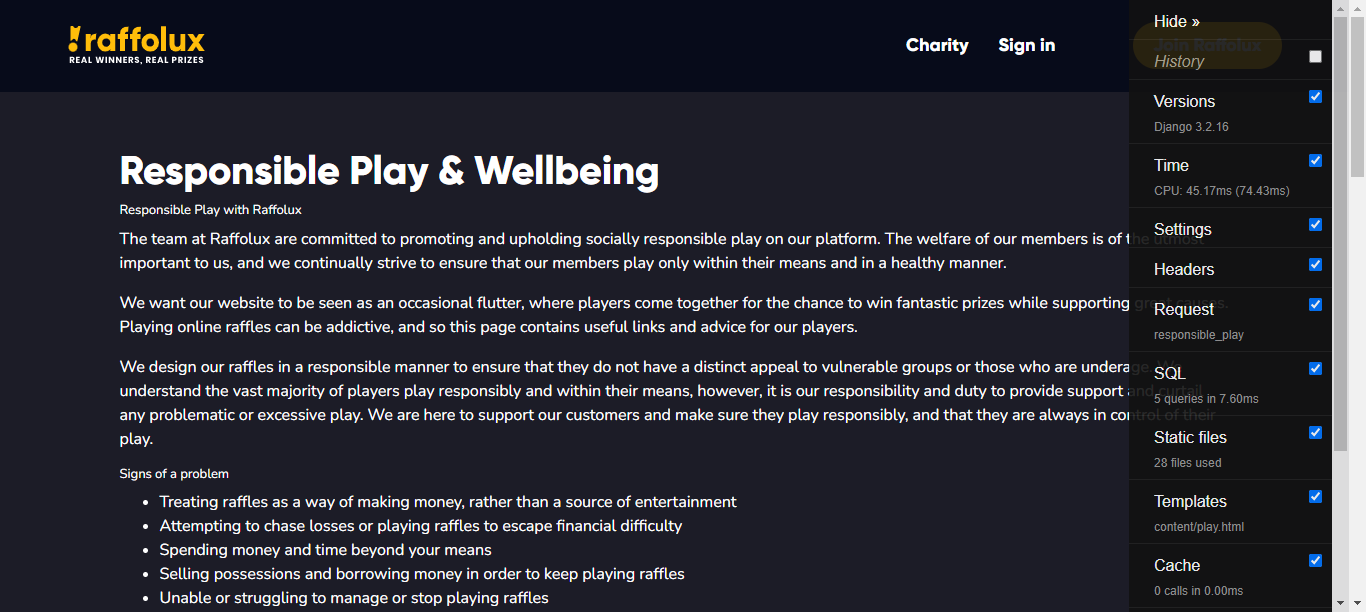 raffolux
REAL WINNERS, REAL PRIZES
Charity
Sign in
Join Raffolux
Responsible Play & Wellbeing
Responsible Play with Raffolux
The team at Raffolux are committed to promoting and upholding socially responsible play on our platform. The welfare of our members is of the utmost
important to us, and we continually strive to ensure that our members play only within their means and in a healthy manner.
We want our website to be seen as an occasional flutter, where players come together for the chance to win fantastic prizes while supporting great causes.
Playing online raffles can be addictive, and so this page contains useful links and advice for our players.
We design our raffles in a responsible manner to ensure that they do not have a distinct appeal to vulnerable groups or those who are underage. We
understand the vast majority of players play responsibly and within their means, however, it is our responsibility and duty to provide support and curtail
any problematic or excessive play. We are here to support our customers and make sure they play responsibly, and that they are always in control of their
play.
Signs of a problem
• Treating raffles as a way of making money, rather than a source of entertainment
• Attempting to chase losses or playing raffles to escape financial difficulty
• Spending money and time beyond your means
• Selling possessions and borrowing money in order to keep playing raffles
• Unable or struggling to manage or stop playing raffles
Hide »
History
Versions
Django 3.2.16
Time
CPU: 45.17ms (74.43ms)
Settings
Headers
Request
responsible_play
SQL
5 queries in 7.60ms
Static files
28 files used
Templates
content/play.html
Cache
0 calls in 0.00ms